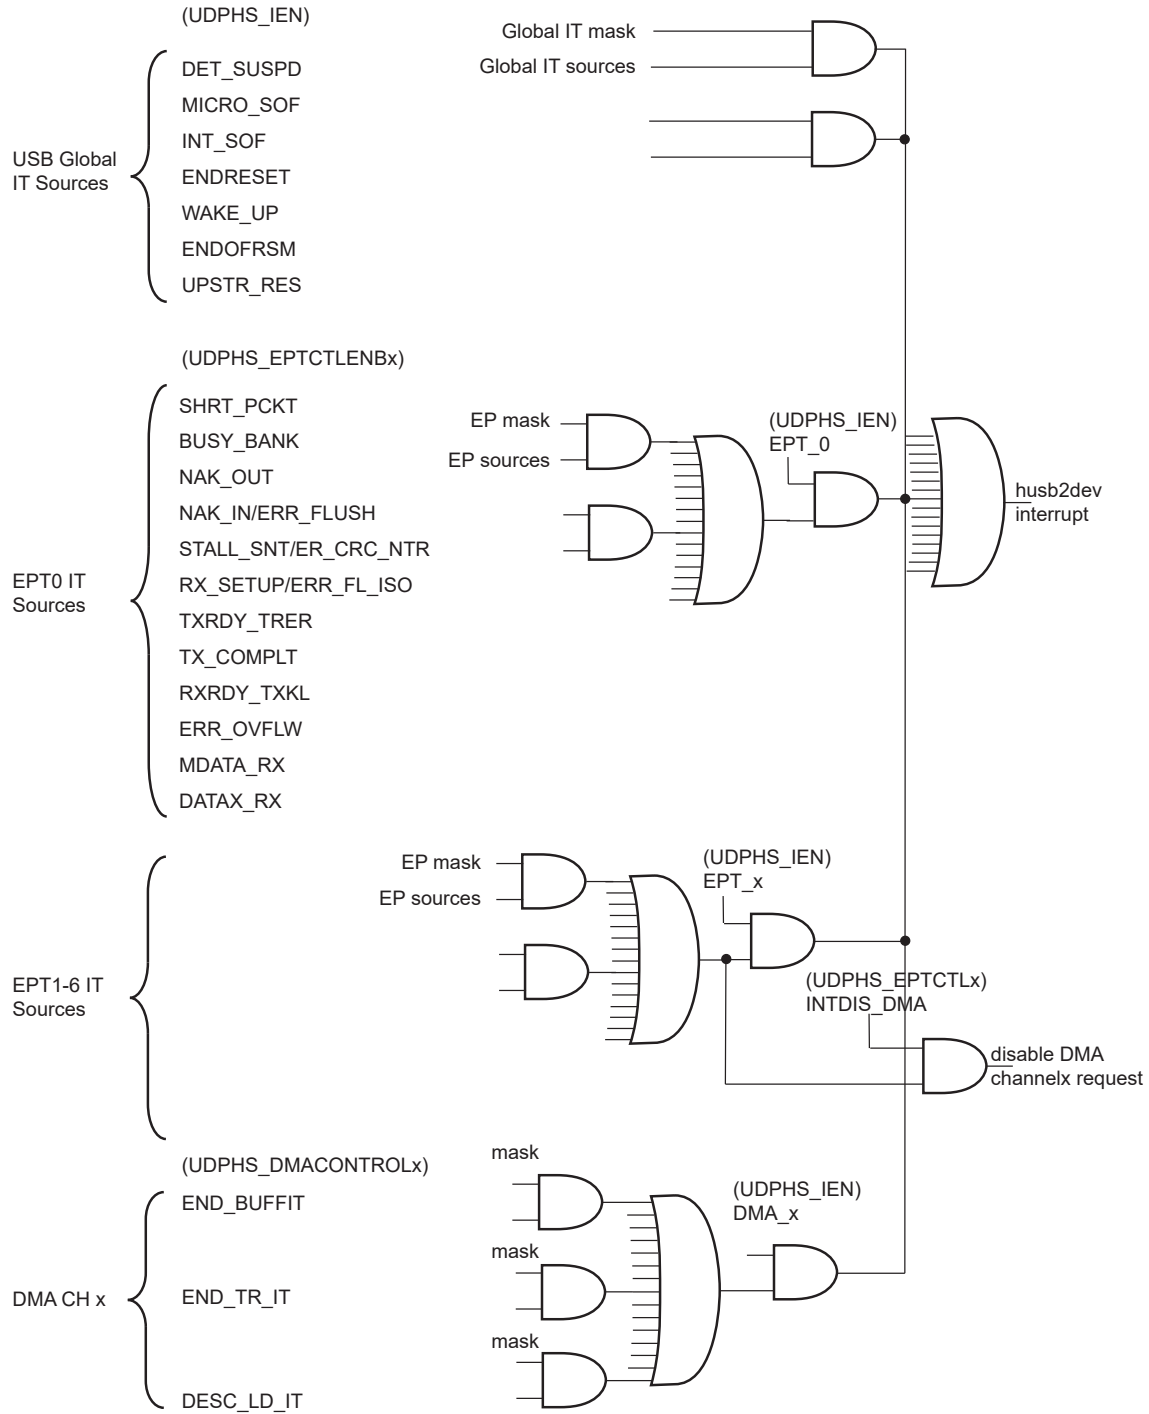 (UDPHS_IEN)
Global IT mask
Global IT sources
USB Global
IT Sources
DET_SUSPD
MICRO_SOF
INT_SOF
ENDRESET
WAKE_UP
ENDOFRSM
UPSTR_RES
(UDPHS_EPTCTLENBx)
EPT0 IT
Sources
SHRT_PCKT
BUSY_BANK
NAK_OUT
NAK_IN/ERR_FLUSH
STALL_SNT/ER_CRC_NTR
RX_SETUP/ERR_FL_ISO
TXRDY_TRER
TX_COMPLT
RXRDY_TXKL
ERR_OVFLW
MDATA_RX
DATAX_RX
EP mask
EP sources
(UDPHS_IEN)
EPT_0
husb2dev
interrupt
EPT1-6 IT
Sources
EP mask
EP sources
(UDPHS_IEN)
EPT_x
(UDPHS_EPTCTLx)
INTDIS_DMA
disable DMA
channelx request
(UDPHS_DMACONTROLx)
DMA CH x
END_BUFFIT
END_TR_IT
DESC_LD_IT
mask
mask
mask
(UDPHS_IEN)
DMA_x